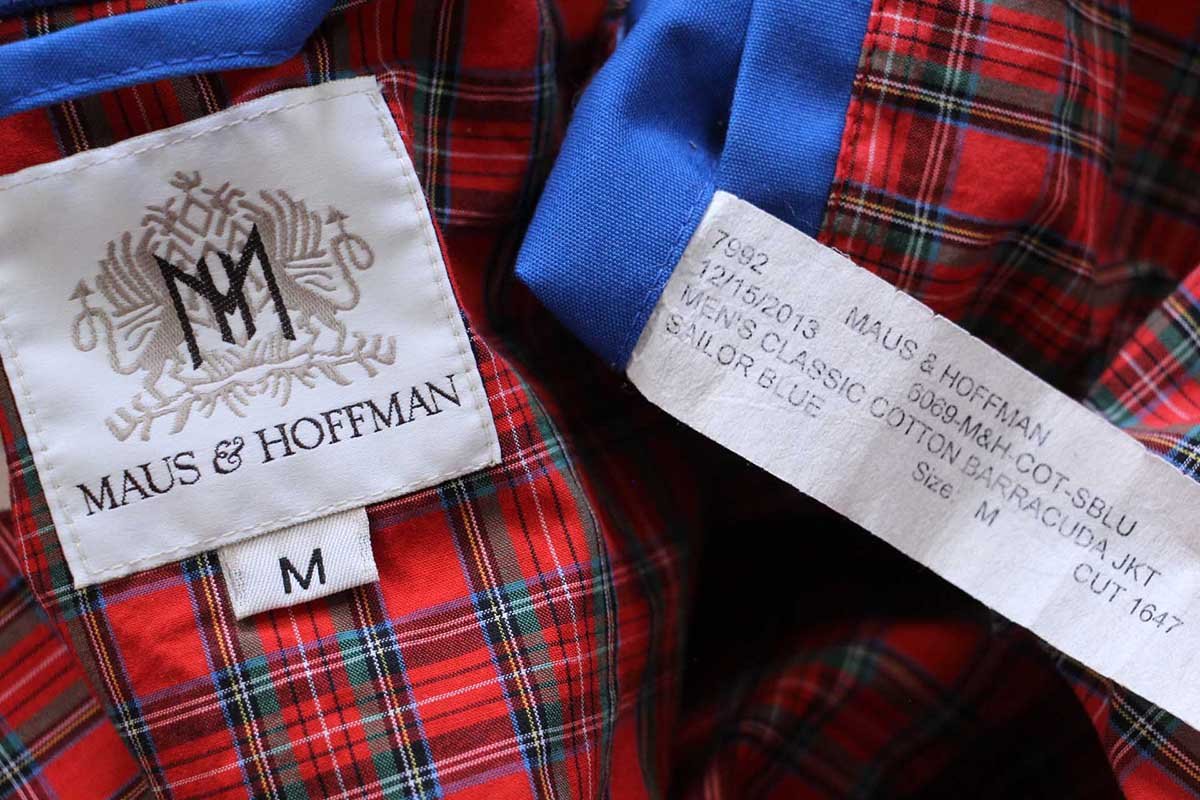 MH
MAUS & HOFFMAN
M
7992 MAUS & HOFFMAN
12/15/2013 6069-M&H-COT-SBLU
MEN'S CLASSIC COTTON BARRACUDA JKT
SAILOR BLUE Size M CUT 1647